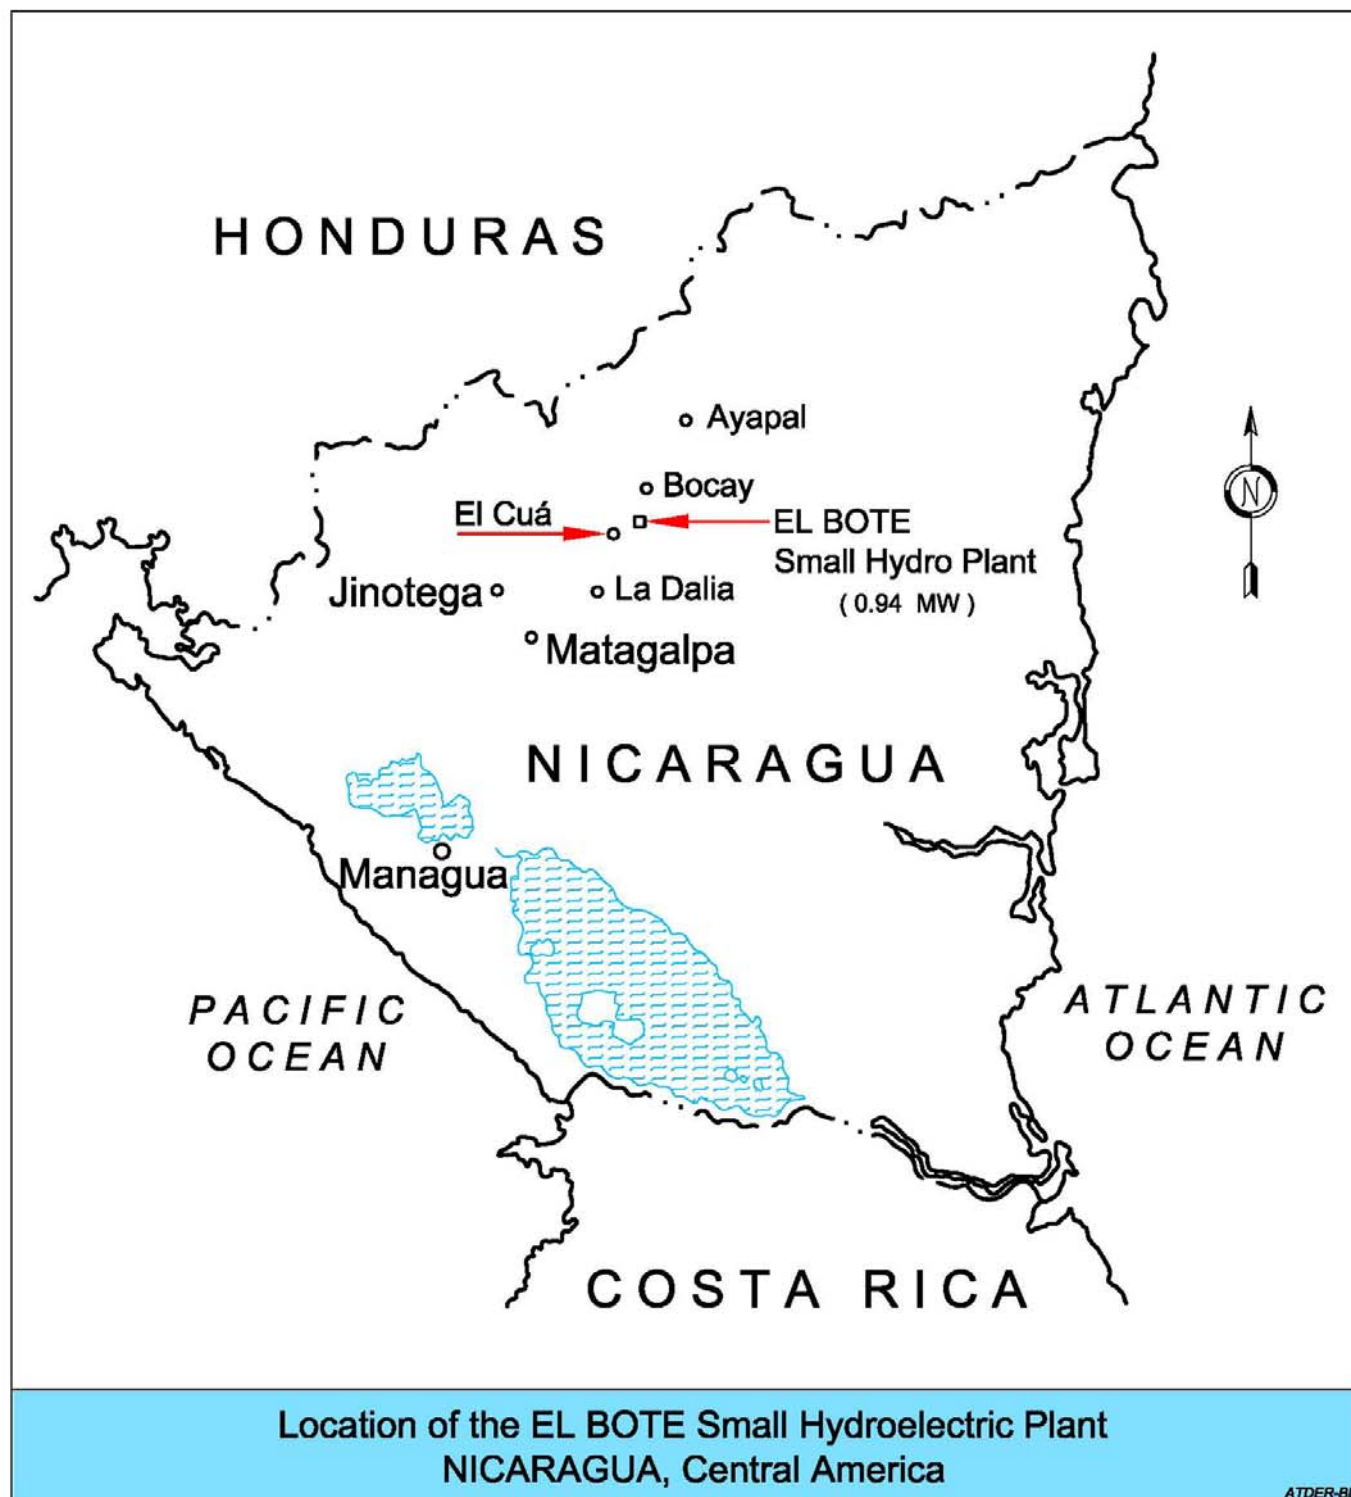 HONDURAS
Ayapal
Bocay
El Cuá
EL BOTE
Small Hydro Plant
( 0.94 MW )
Jinotega
La Dalia
Matagalpa
N
NICARAGUA
Managua
PACIFIC
OCEAN
ATLANTIC
OCEAN
COSTA RICA
Location of the EL BOTE Small Hydroelectric Plant
NICARAGUA, Central America